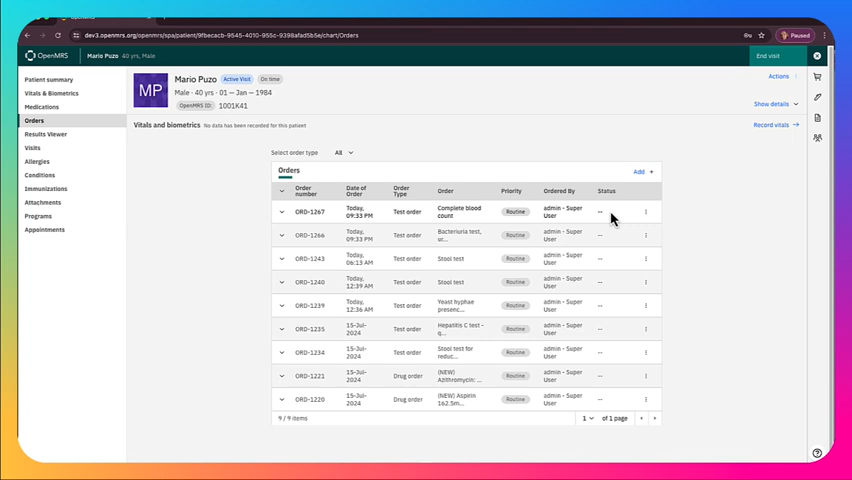 dev3.openmrs.org/openmrs/spa/patient/9fbecacb-9545-4010-955c-9398afad5b5e/chart/Orders
Paused
OpenMRS
Mario Puzo 40 yrs, Male
End visit
Patient summary
Vitals & Biometrics
Medications
Orders
Results Viewer
Visits
Allergies
Conditions
Immunizations
Attachments
Programs
Appointments
MP
Mario Puzo Active Visit On time
Male · 40 yrs · 01 — Jan — 1984
OpenMRS ID: 1001K41
Actions
Show details
Vitals and biometrics No data has been recorded for this patient
Record vitals
Select order type All
Orders
Add +
Order number Date of Order Order Type Order Priority Ordered By Status
ORD-1267 Today, 09:33 PM Test order Complete blood count Routine admin - Super User --
ORD-1266 Today, 09:33 PM Test order Bacteriuria test, ur... Routine admin - Super User --
ORD-1243 Today, 06:13 AM Test order Stool test Routine admin - Super User --
ORD-1240 Today, 12:39 AM Test order Stool test Routine admin - Super User --
ORD-1239 Today, 12:36 AM Test order Yeast hyphae presenc... Routine admin - Super User --
ORD-1235 15-Jul-2024 Test order Hepatitis C test - q... Routine admin - Super User --
ORD-1234 15-Jul-2024 Test order Stool test for reduc... Routine admin - Super User --
ORD-1221 15-Jul-2024 Drug order (NEW) Azithromycin: ... Routine admin - Super User --
ORD-1220 15-Jul-2024 Drug order (NEW) Aspirin 162.5m... Routine admin - Super User --
9 / 9 items
1 of 1 page